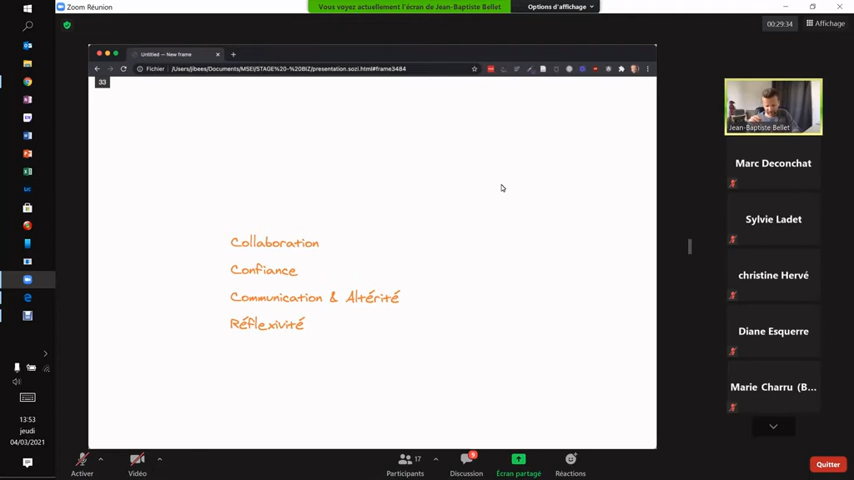 Zoom Réunion
Vous voyez actuellement l'écran de Jean-Baptiste Bellet
Options d'affichage
00:29:34
Affichage
Untitled — New frame
Fichier
/Users/jibees/Documents/MSEI/STAGE%20-%20BIZ/presentation.sozi.html#frame3484
33
Collaboration
Confiance
Communication & Altérité
Réflexivité
Jean-Baptiste Bellet
Marc Deconchat
Sylvie Ladet
christine Hervé
Diane Esquerre
Marie Charru (B...
13:53
jeudi
04/03/2021
Activer
Vidéo
17
Participants
Discussion
Écran partagé
Réactions
Quitter